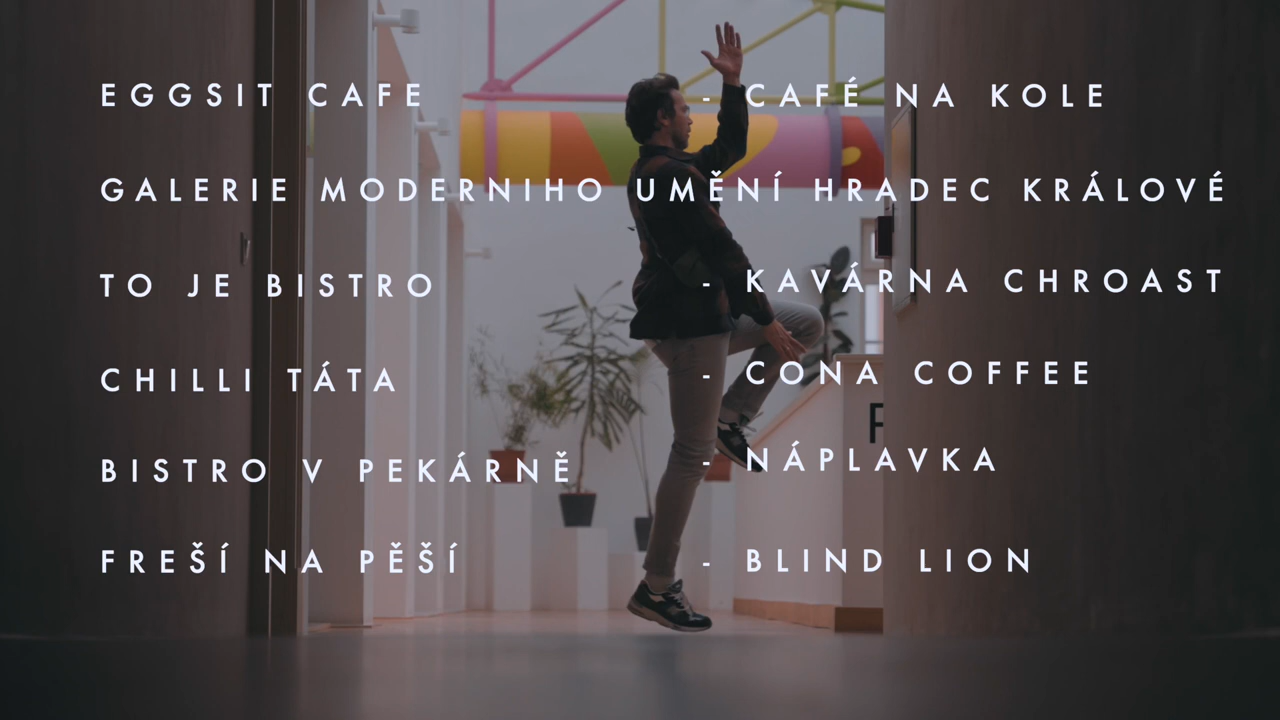 EGGSIT CAFE - CAFÉ NA KOLE
GALERIE MODERNIHO UMĚNÍ HRADEC KRÁLOVÉ
TO JE BISTRO - KAVÁRNA CHROAST
CHILLI TÁTA - CONA COFFEE
BISTRO V PEKÁRNĚ - NÁPLAVKA
FREŠÍ NA PĚŠÍ - BLIND LION
F